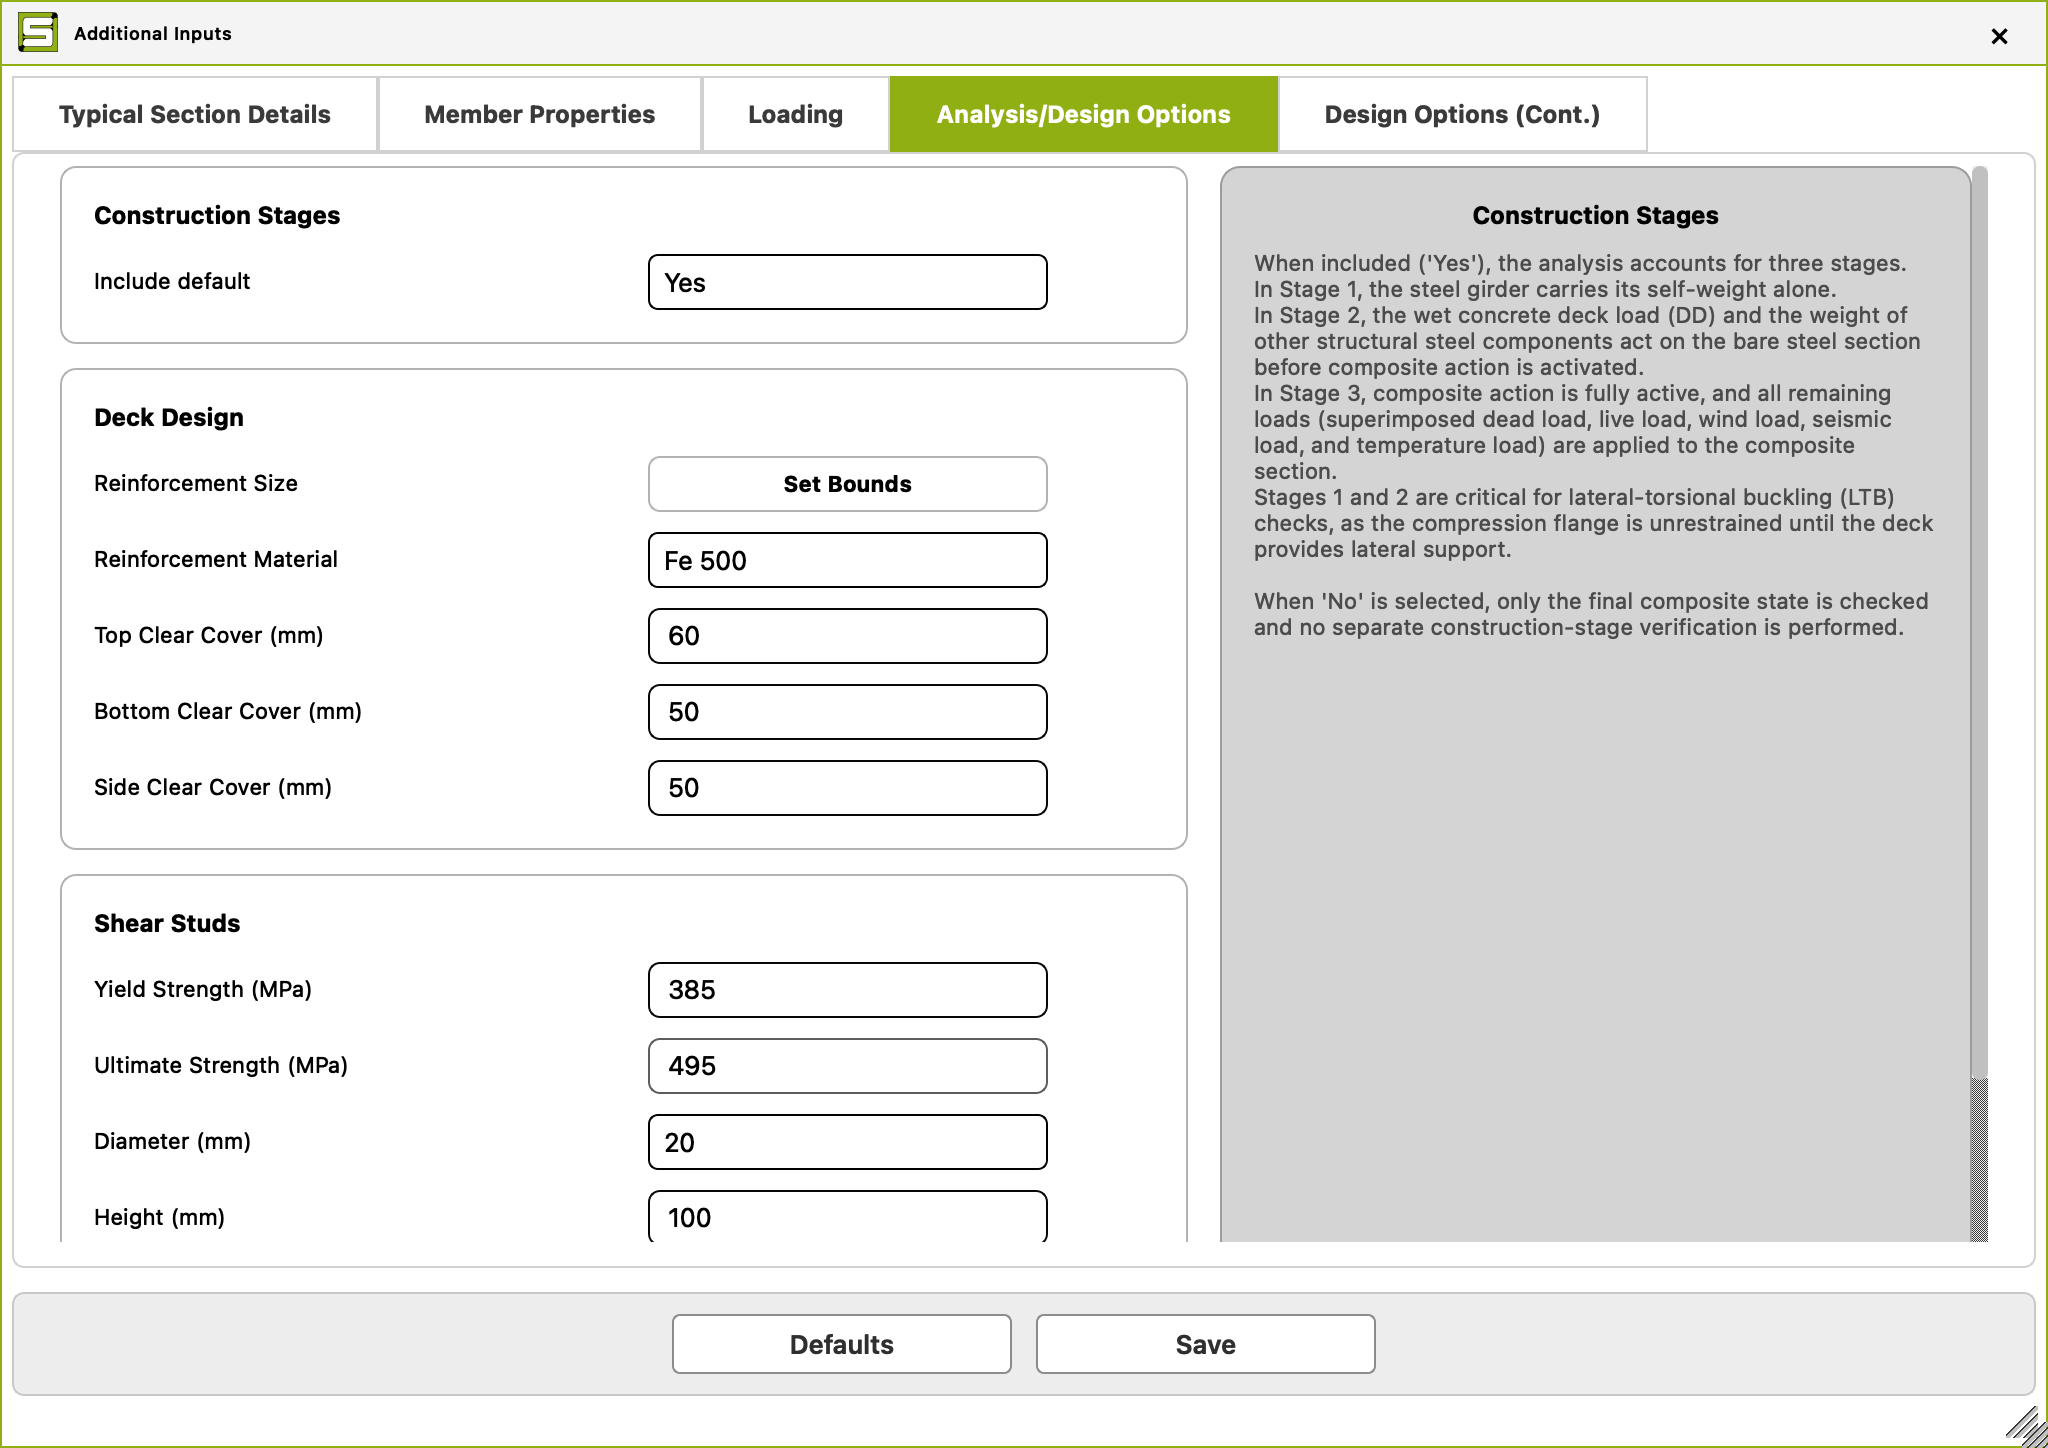 Additional Inputs
Typical Section Details
Member Properties
Loading
Analysis/Design Options
Design Options (Cont.)
Construction Stages
Include default
Yes
Deck Design
Reinforcement Size
Set Bounds
Reinforcement Material
Fe 500
Top Clear Cover (mm)
60
Bottom Clear Cover (mm)
50
Side Clear Cover (mm)
50
Shear Studs
Yield Strength (MPa)
385
Ultimate Strength (MPa)
495
Diameter (mm)
20
Height (mm)
100
Construction Stages
When included ('Yes'), the analysis accounts for three stages.
In Stage 1, the steel girder carries its self-weight alone.
In Stage 2, the wet concrete deck load (DD) and the weight of
other structural steel components act on the bare steel section
before composite action is activated.
In Stage 3, composite action is fully active, and all remaining
loads (superimposed dead load, live load, wind load, seismic
load, and temperature load) are applied to the composite
section.
Stages 1 and 2 are critical for lateral-torsional buckling (LTB)
checks, as the compression flange is unrestrained until the deck
provides lateral support.
When 'No' is selected, only the final composite state is checked
and no separate construction-stage verification is performed.
Defaults
Save